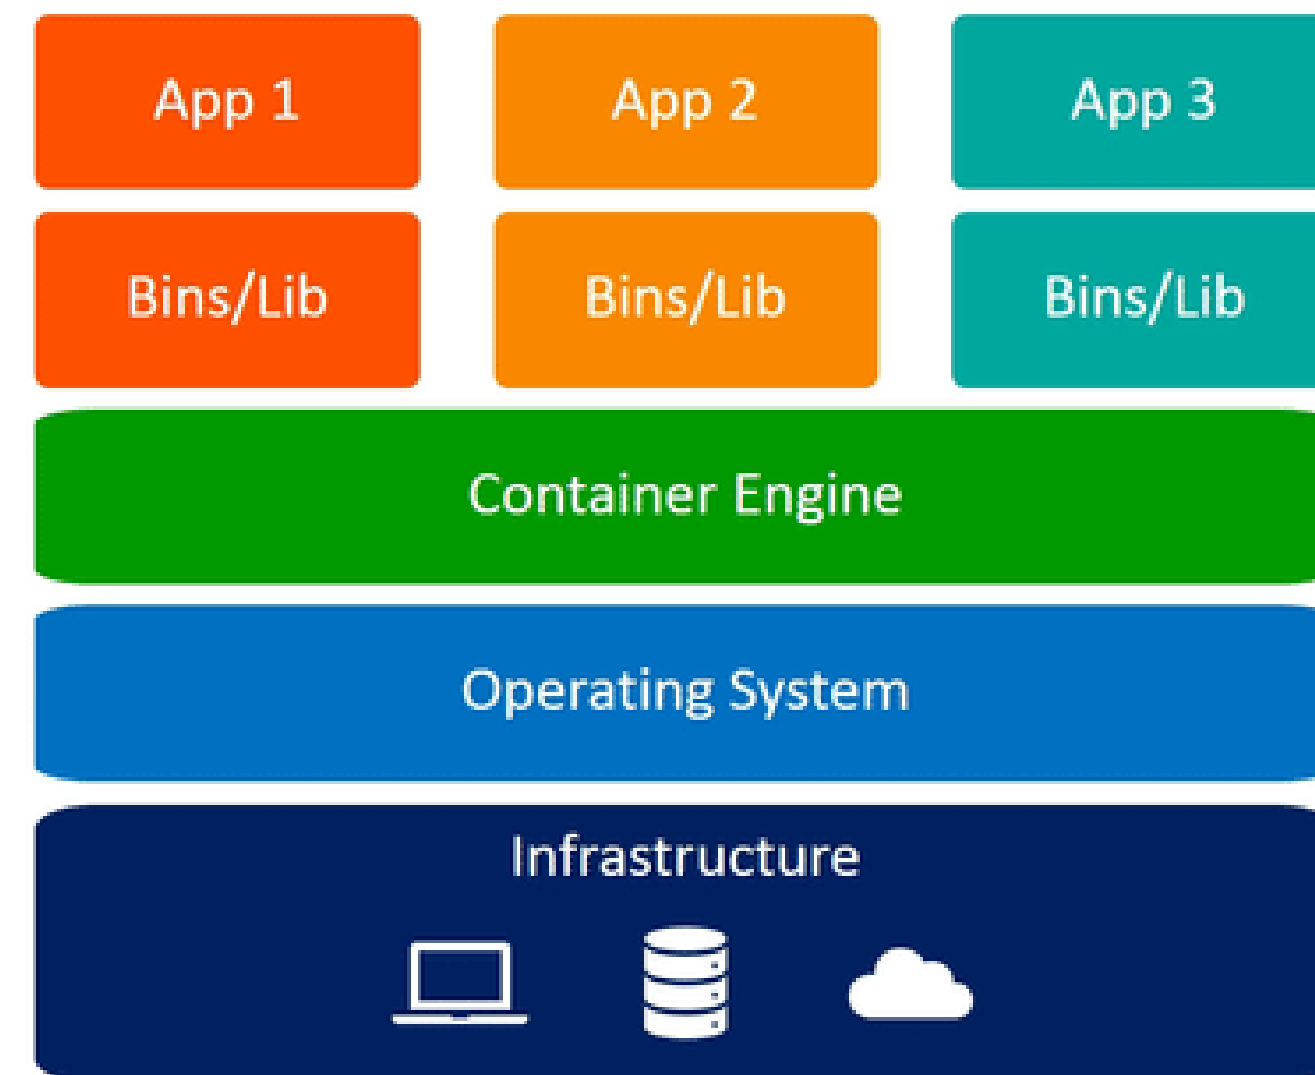 App 1
App 2
App 3
Bins/Lib
Bins/Lib
Bins/Lib
Container Engine
Operating System
Infrastructure